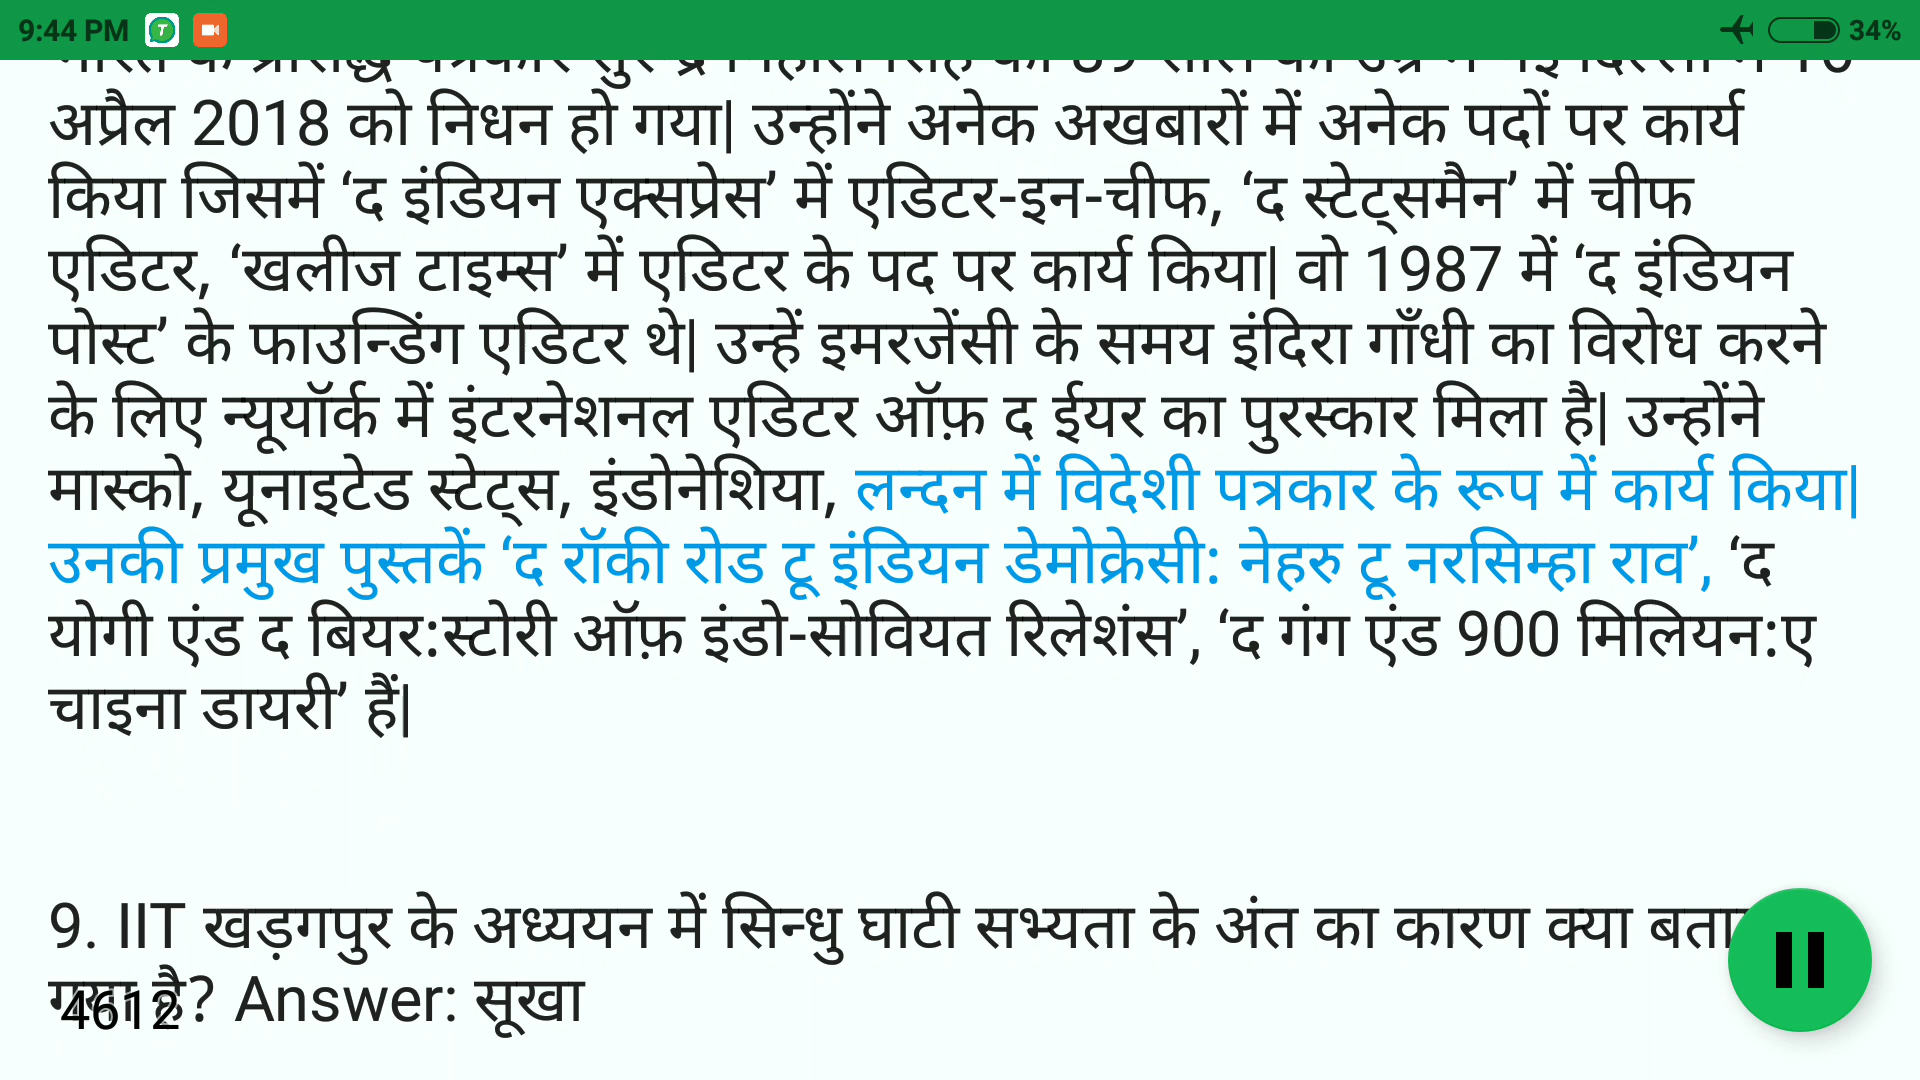 9:44 PM
34%
अप्रैल 2018 को निधन हो गया| उन्होंने अनेक अखबारों में अनेक पदों पर कार्य
किया जिसमें ‘द इंडियन एक्सप्रेस’ में एडिटर-इन-चीफ, ‘द स्टेट्समैन’ में चीफ
एडिटर, ‘खलीज टाइम्स’ में एडिटर के पद पर कार्य किया| वो 1987 में ‘द इंडियन
पोस्ट’ के फाउन्डिंग एडिटर थे| उन्हें इमरजेंसी के समय इंदिरा गाँधी का विरोध करने
के लिए न्यूयॉर्क में इंटरनेशनल एडिटर ऑफ़ द ईयर का पुरस्कार मिला है| उन्होंने
मास्को, यूनाइटेड स्टेट्स, इंडोनेशिया, लन्दन में विदेशी पत्रकार के रूप में कार्य किया|
उनकी प्रमुख पुस्तकें ‘द रॉकी रोड टू इंडियन डेमोक्रेसी: नेहरु टू नरसिम्हा राव’, ‘द
योगी एंड द बियर:स्टोरी ऑफ़ इंडो-सोवियत रिलेशंस’, ‘द गंग एंड 900 मिलियन:ए
चाइना डायरी’ हैं|
9. IIT खड़गपुर के अध्ययन में सिन्धु घाटी सभ्यता के अंत का कारण क्या
है? Answer: सूखा
4612